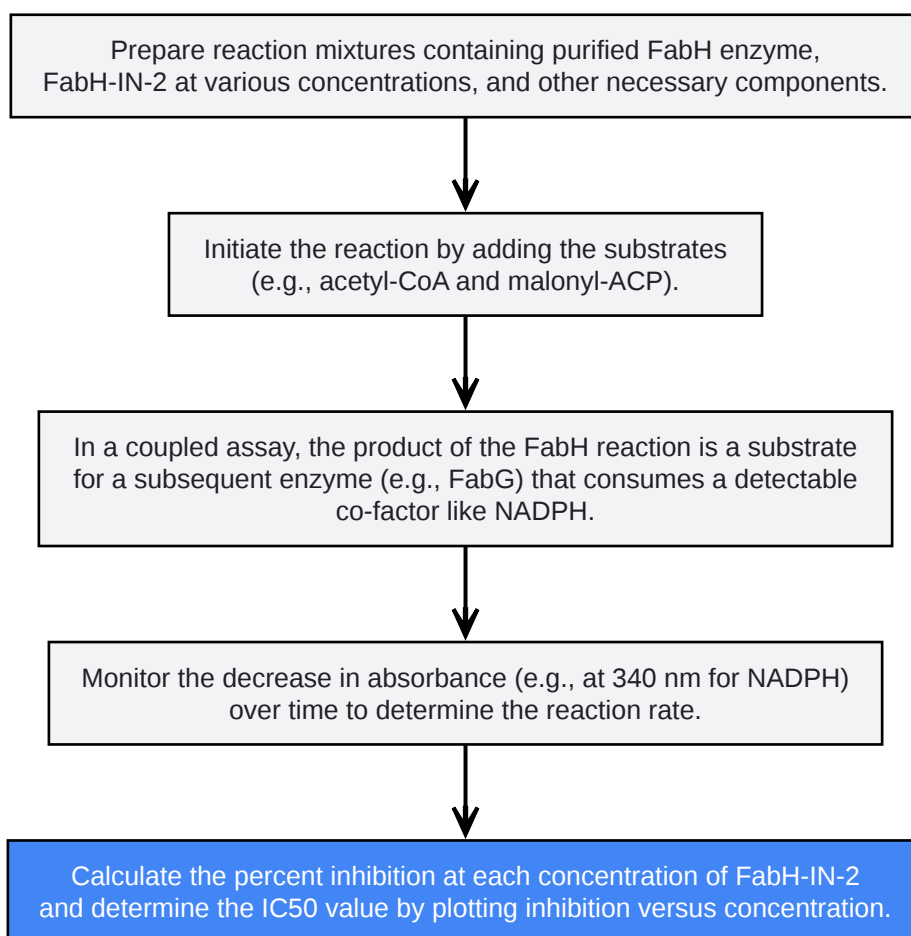 Prepare reaction mixtures containing purified FabH enzyme,
FabH-IN-2 at various concentrations, and other necessary components.
Initiate the reaction by adding the substrates
(e.g., acetyl-CoA and malonyl-ACP).
In a coupled assay, the product of the FabH reaction is a substrate
for a subsequent enzyme (e.g., FabG) that consumes a detectable
co-factor like NADPH.
Monitor the decrease in absorbance (e.g., at 340 nm for NADPH)
over time to determine the reaction rate.
Calculate the percent inhibition at each concentration of FabH-IN-2
and determine the IC50 value by plotting inhibition versus concentration.